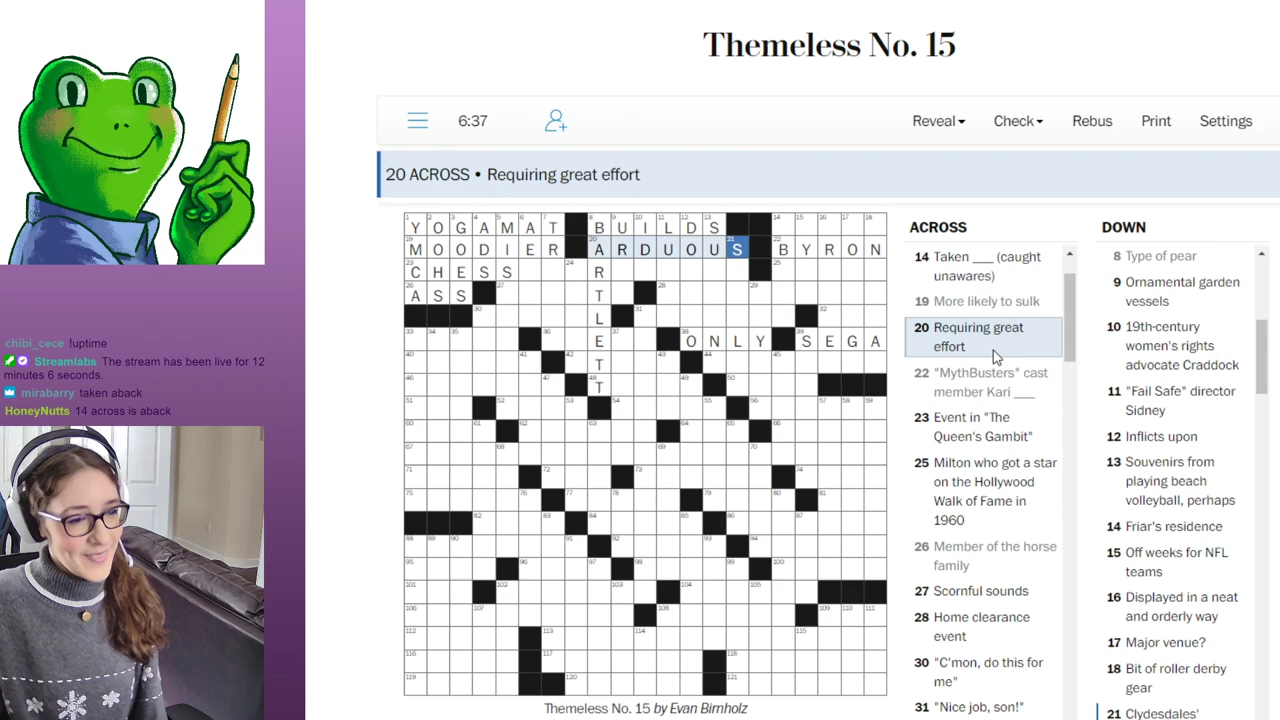 Themeless No. 15
6:37
Reveal
Check
Rebus
Print
Settings
20 ACROSS • Requiring great effort
YOGAMAT BUILDS
MOODIER ARDUOUS BYRON
CHESS R
ASS T
L
E ONLY SEGA
T
T
Themeless No. 15 by Evan Birnholz
ACROSS
14 Taken ___ (caught
unawares)
19 More likely to sulk
20 Requiring great
effort
22 "MythBusters" cast
member Kari ___
23 Event in "The
Queen's Gambit"
25 Milton who got a star
on the Hollywood
Walk of Fame in
1960
26 Member of the horse
family
27 Scornful sounds
28 Home clearance
event
30 "C'mon, do this for
me"
31 "Nice job, son!"
DOWN
8 Type of pear
9 Ornamental garden
vessels
10 19th-century
women's rights
advocate Craddock
11 "Fail Safe" director
Sidney
12 Inflicts upon
13 Souvenirs from
playing beach
volleyball, perhaps
14 Friar's residence
15 Off weeks for NFL
teams
16 Displayed in a neat
and orderly way
17 Major venue?
18 Bit of roller derby
gear
21 Clydesdales'
chibi_cece !uptime
Streamlabs The stream has been live for 12
minutes 6 seconds.
mirabarry taken aback
HoneyNutts 14 across is aback